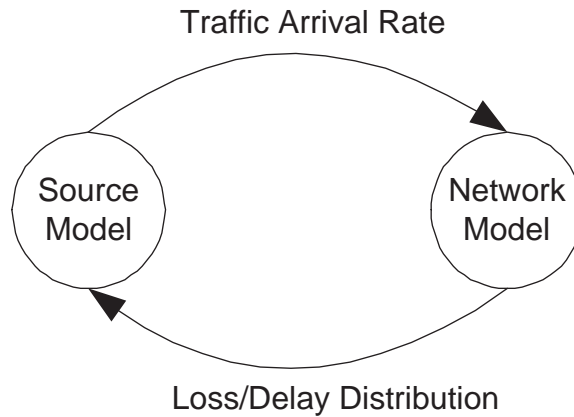 Traffic Arrival Rate
Source
Model
Network
Model
Loss/Delay Distribution